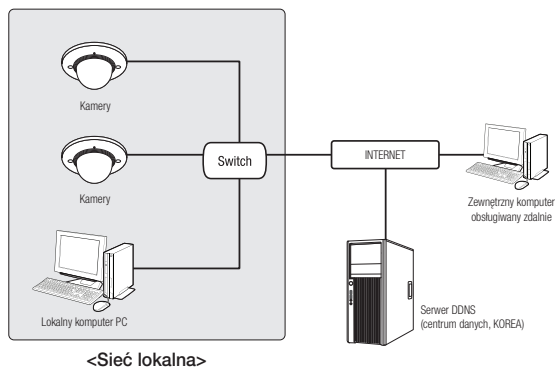 Kamery
Kamery
Switch
INTERNET
Zewnętrzny komputer
obsługiwany zdalnie
Lokalny komputer PC
Serwer DDNS
(centrum danych, KOREA)
<Sieć lokalna>